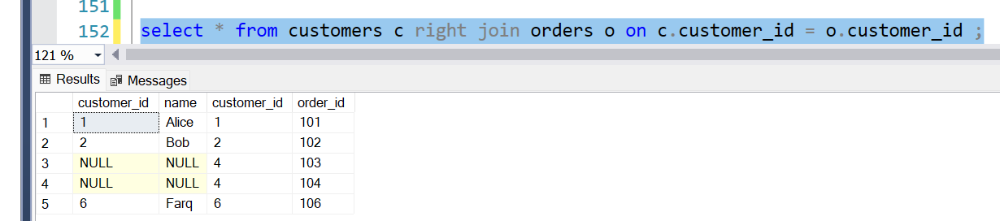 151
152 select * from customers c right join orders o on c.customer_id = o.customer_id ;
121 %
Results Messages
customer_id name customer_id order_id
1 1 Alice 1 101
2 2 Bob 2 102
3 NULL NULL 4 103
4 NULL NULL 4 104
5 6 Farq 6 106